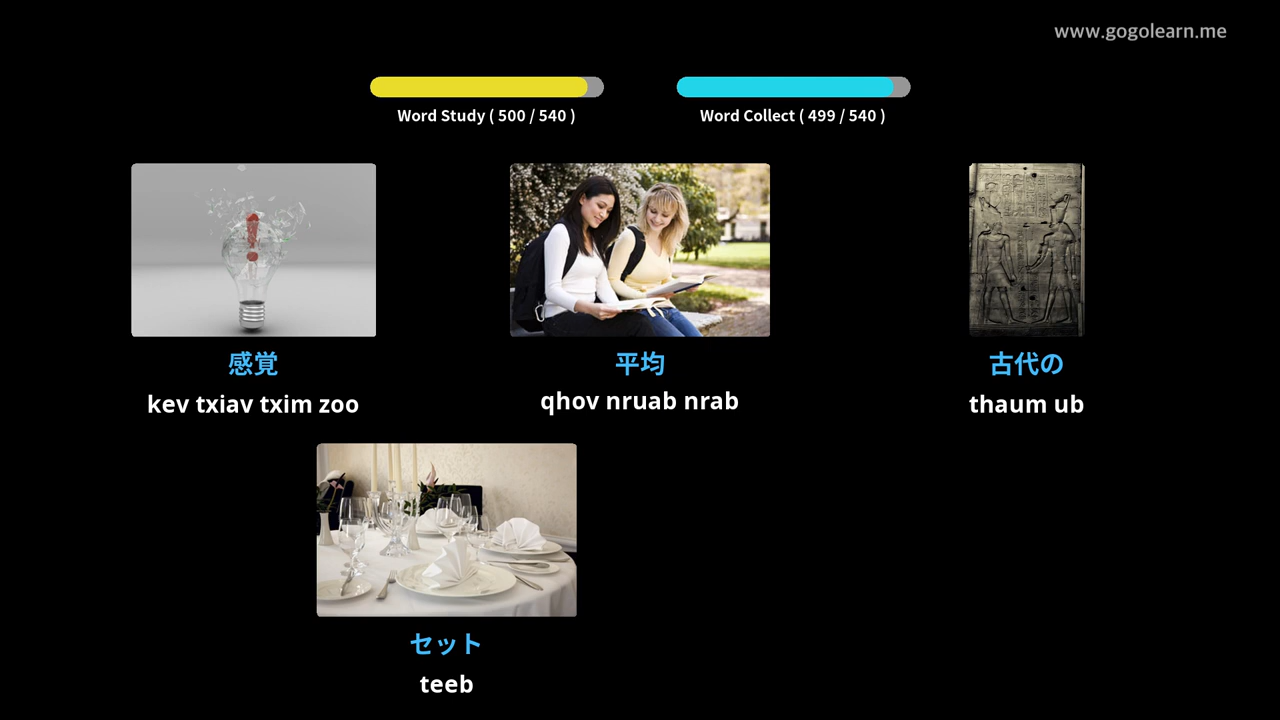 www.gogolearn.me
Word Study ( 500 / 540 )
Word Collect ( 499 / 540 )
感覚
kev txiav txim zoo
平均
qhov nruab nrab
古代の
thaum ub
セット
teeb